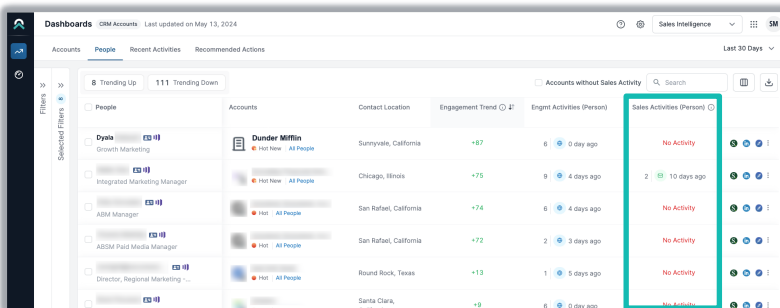 Dashboards CRM Accounts Last updated on May 13, 2024 Sales Intelligence SM
Accounts People Recent Activities Recommended Actions Last 30 Days
Filters
Selected Filters
8 Trending Up 111 Trending Down Accounts without Sales Activity Search
People Accounts Contact Location Engagement Trend Engmt Activities (Person) Sales Activities (Person)
Dyala Dunder Mifflin Sunnyvale, California +87 6 0 day ago No Activity
Growth Marketing Hot New All People
Chicago, Illinois +75 9 4 days ago 2 10 days ago
Integrated Marketing Manager Hot New All People
San Rafael, California +74 6 4 days ago No Activity
ABM Manager Hot All People
San Rafael, California +72 2 3 days ago No Activity
ABSM Paid Media Manager Hot All People
Round Rock, Texas +13 1 5 days ago No Activity
Director, Regional Marketing -... Hot All People
Santa Clara, +9 6 0 day ago No Activity